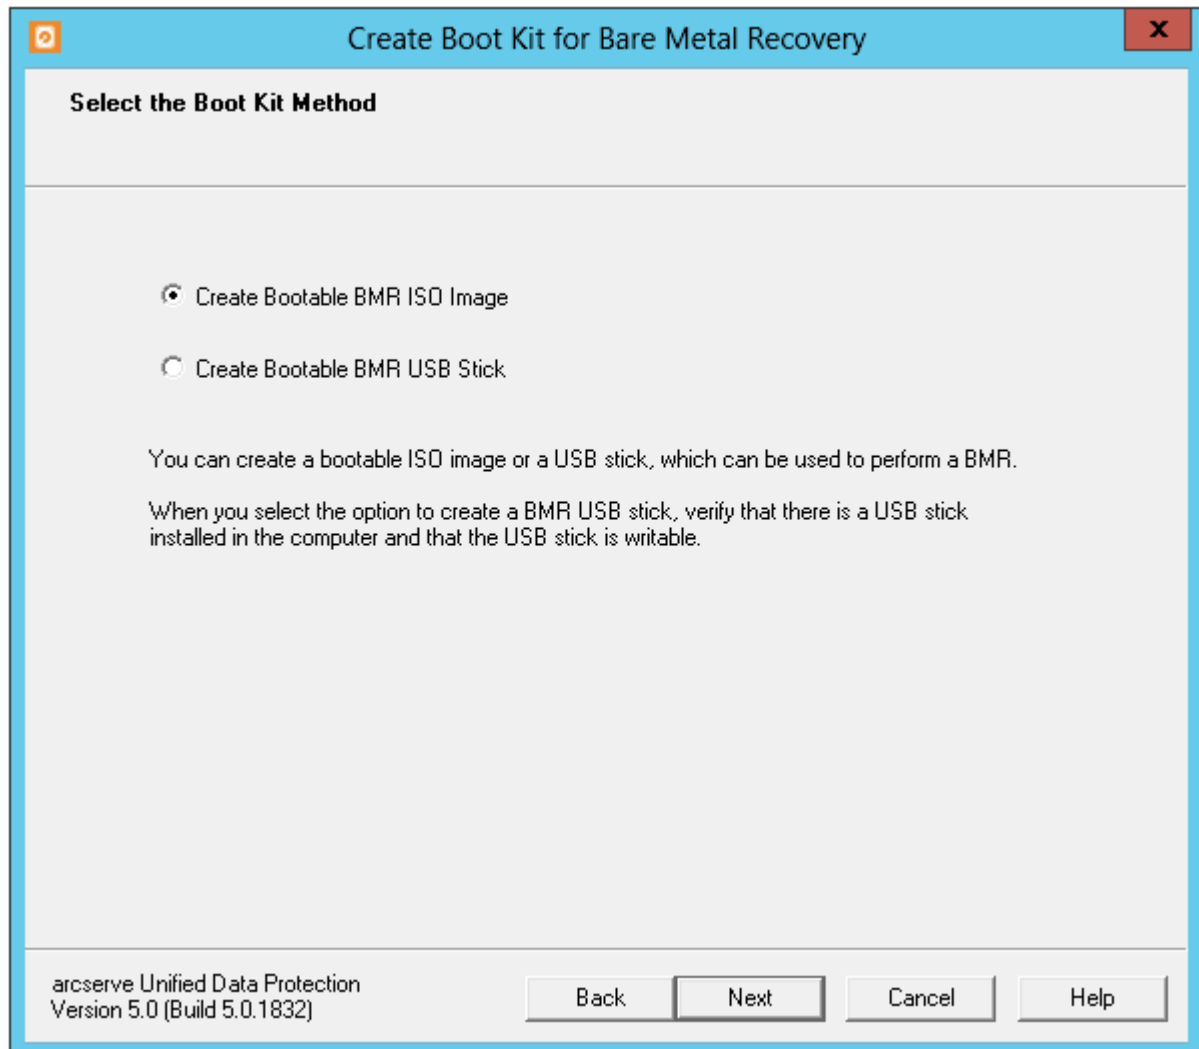 Create Boot Kit for Bare Metal Recovery
x
Select the Boot Kit Method
Create Bootable BMR ISO Image
Create Bootable BMR USB Stick
You can create a bootable ISO image or a USB stick, which can be used to perform a BMR.
When you select the option to create a BMR USB stick, verify that there is a USB stick
installed in the computer and that the USB stick is writable.
arcserve Unified Data Protection
Version 5.0 (Build 5.0.1832)
Back Next Cancel Help